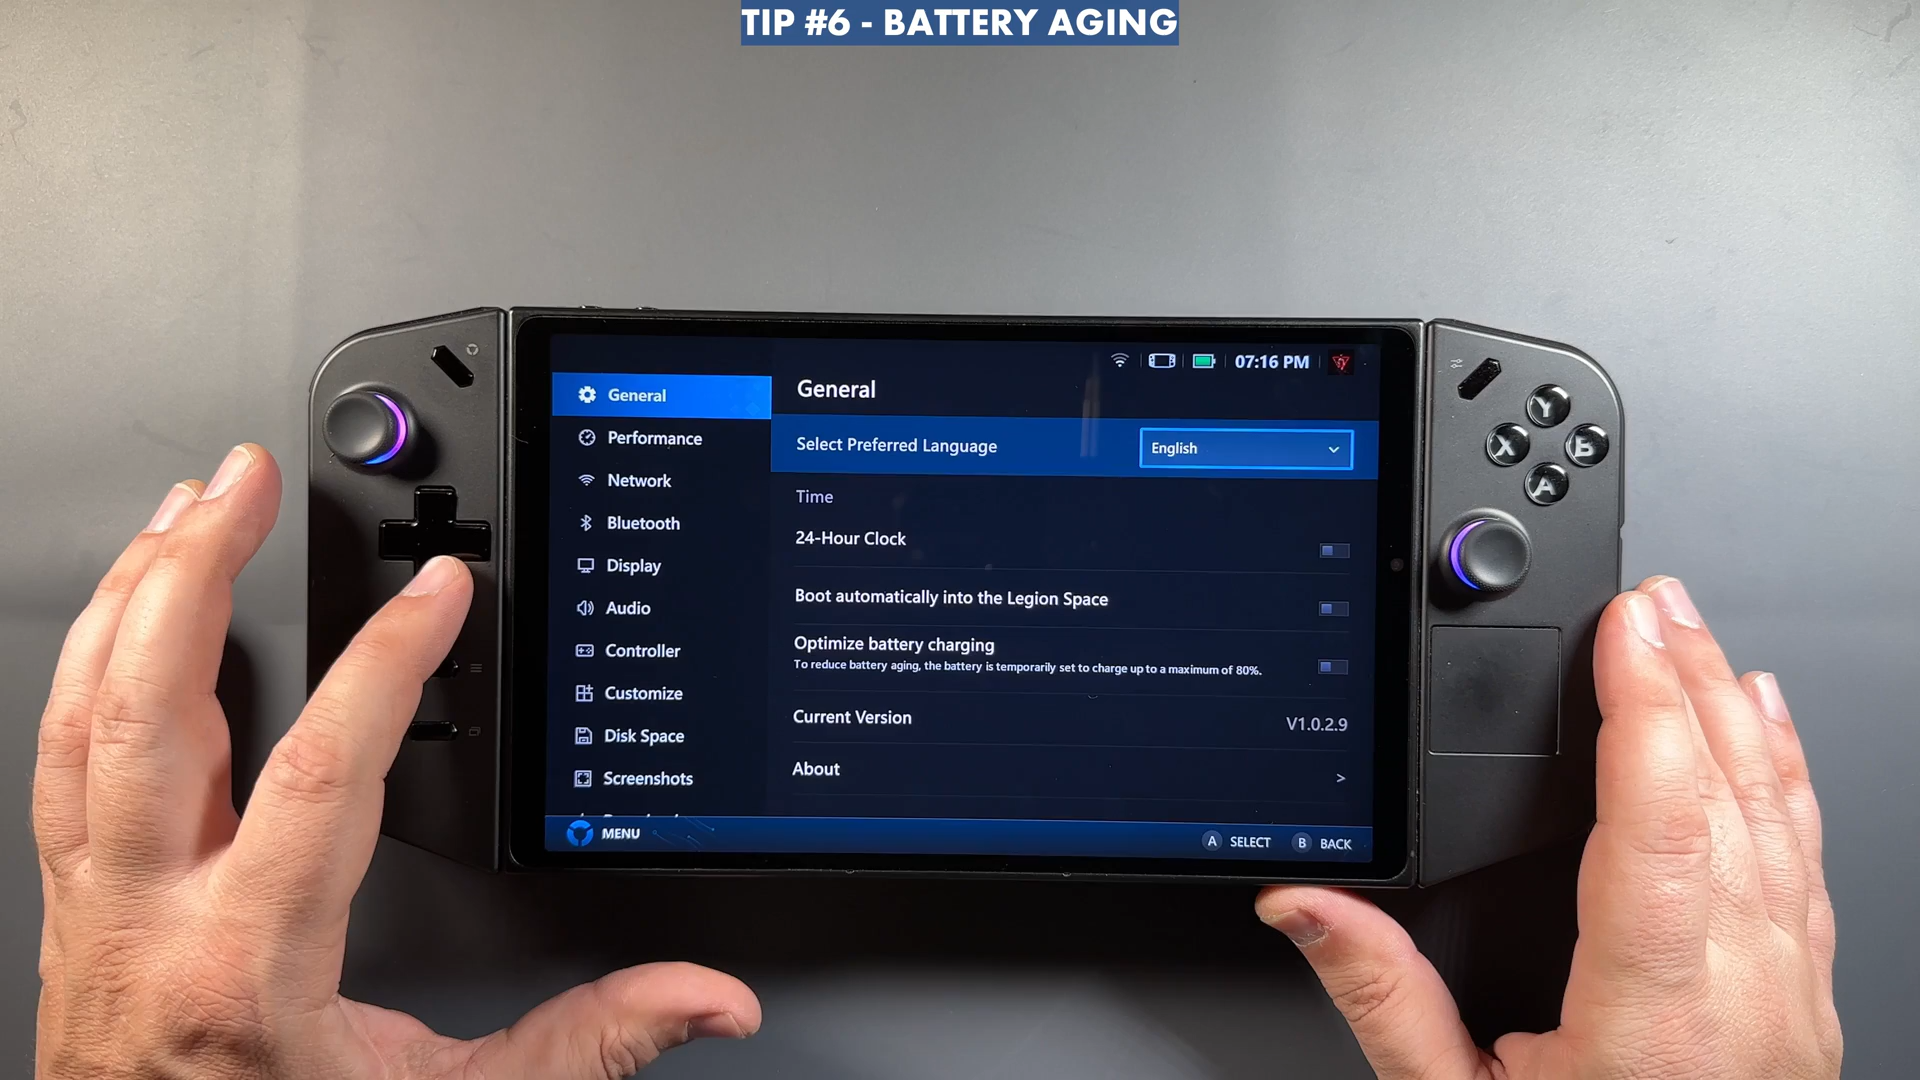 TIP #6 - BATTERY AGING
07:16 PM
General
General
Performance
Select Preferred Language
English
Network
Time
Bluetooth
24-Hour Clock
Display
Boot automatically into the Legion Space
Audio
Optimize battery charging
To reduce battery aging, the battery is temporarily set to charge up to a maximum of 80%.
Controller
Customize
Current Version
V1.0.2.9
Disk Space
About
>
Screenshots
MENU
A SELECT
B BACK
Y
X
B
A